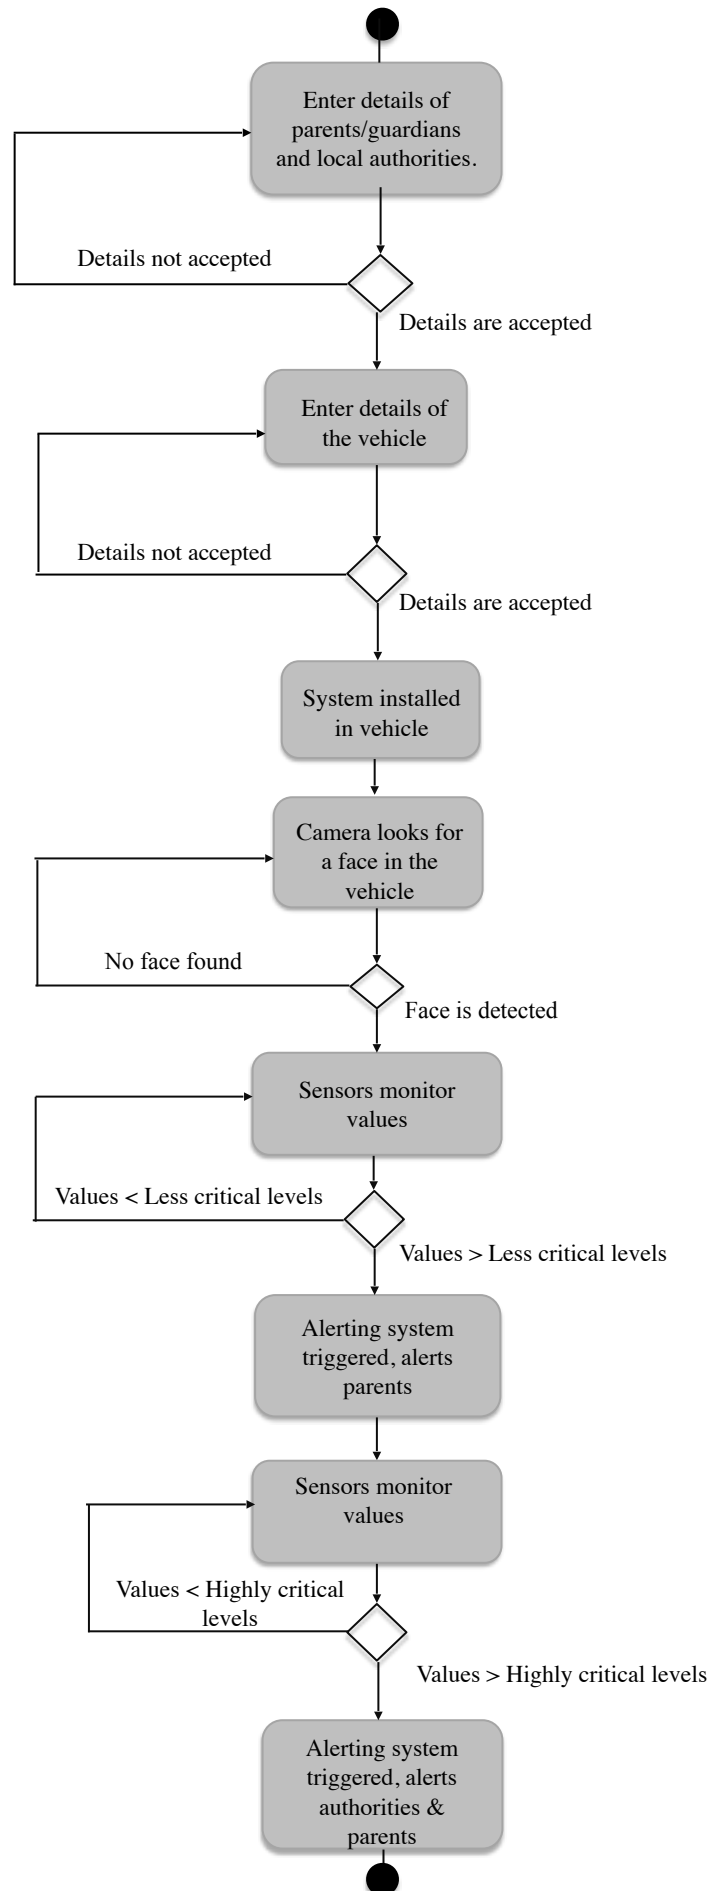 Enter details of
parents/guardians
and local authorities.
Details not accepted
Details are accepted
Enter details of
the vehicle
Details not accepted
Details are accepted
System installed
in vehicle
Camera looks for
a face in the
vehicle
No face found
Face is detected
Sensors monitor
values
Values < Less critical levels
Values > Less critical levels
Alerting system
triggered, alerts
parents
Sensors monitor
values
Values < Highly critical
levels
Values > Highly critical levels
Alerting system
triggered, alerts
authorities &
parents